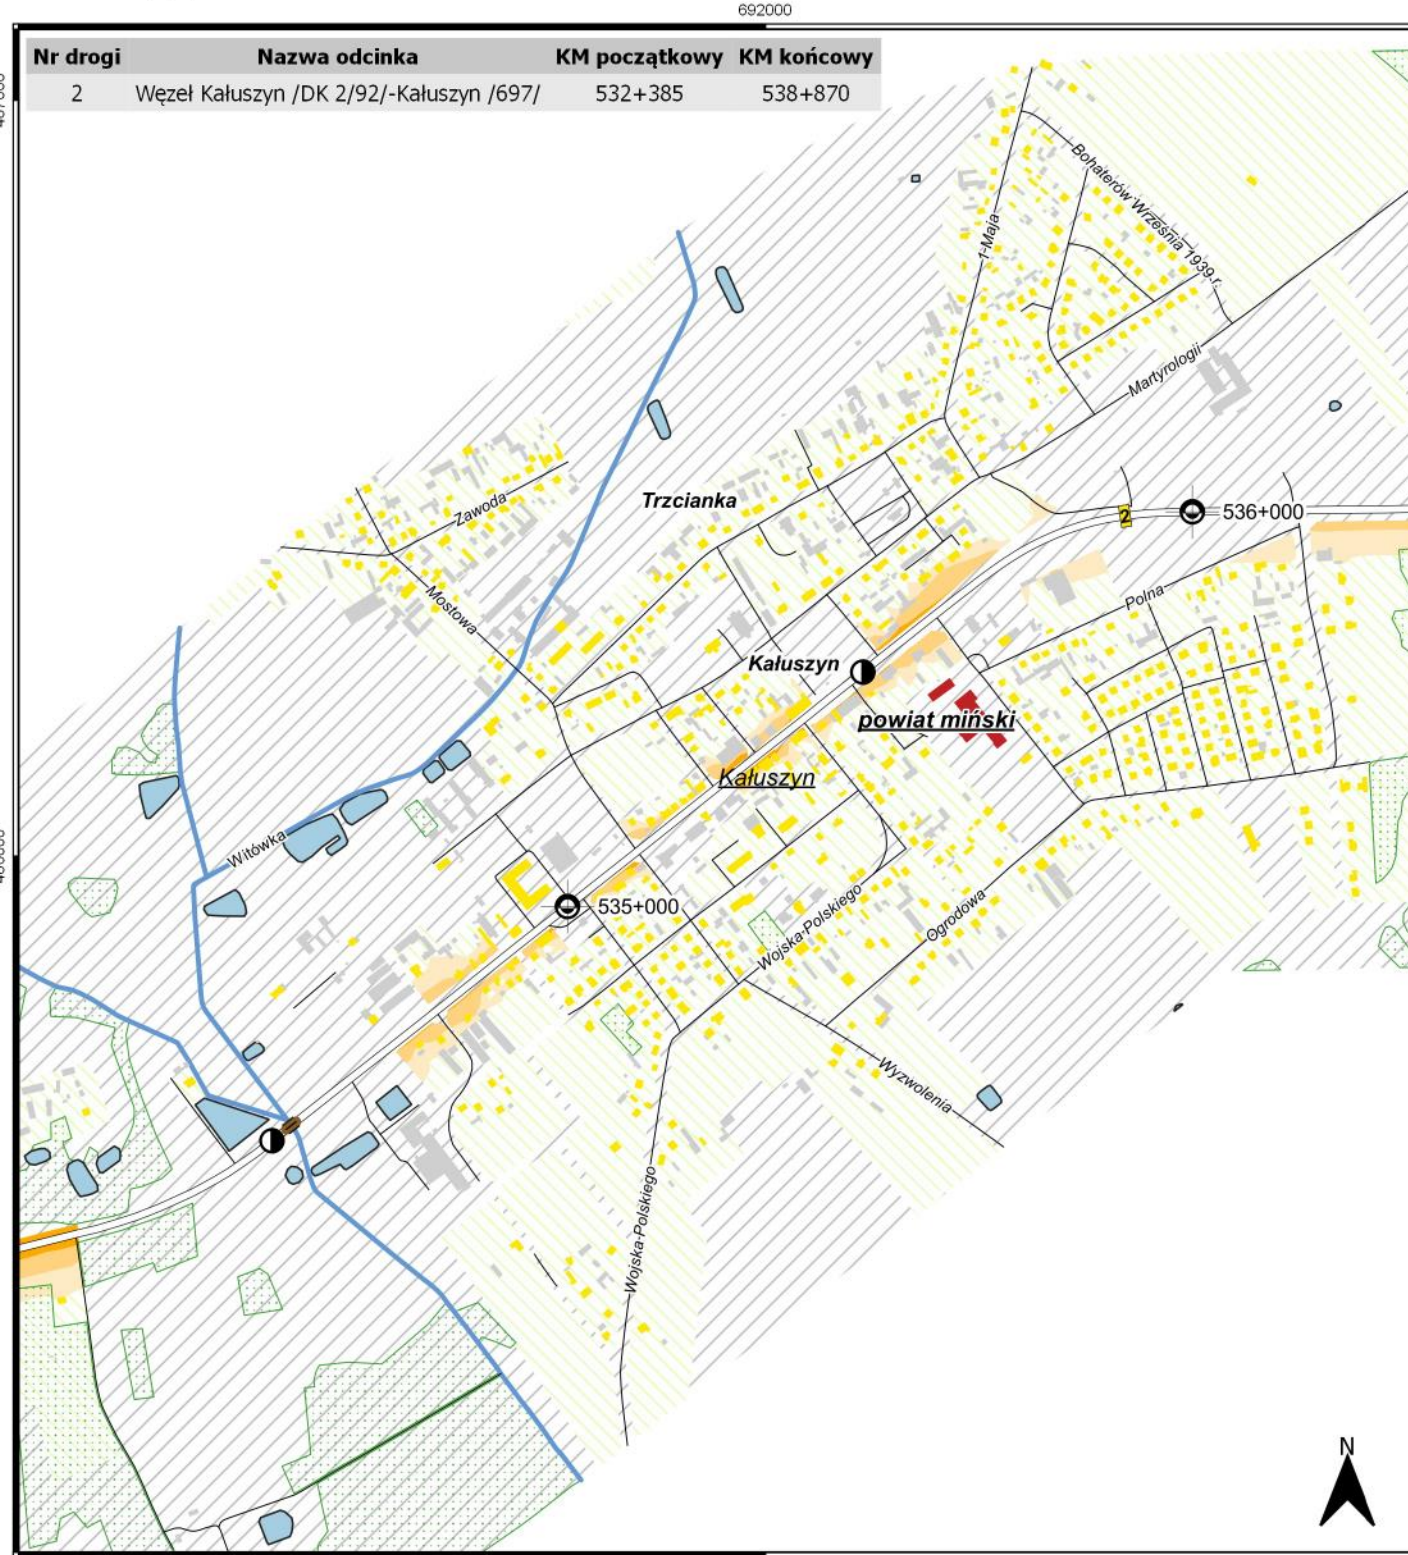 692000
Nr drogi Nazwa odcinka KM początkowy KM końcowy
2 Węzeł Kałuszyn /DK 2/92/-Kałuszyn /697/ 532+385 538+870
Bohaterów Września 1939 r.
1-Maja
Martyrologii
Trzcianka
Zawoda
2
536+000
Mostowa
Polna
Kałuszyn
powiat miński
Kałuszyn
Witówka
535+000
Wojska-Polskiego
Ogrodowa
Wyzwolenia
Wojska-Polskiego
N